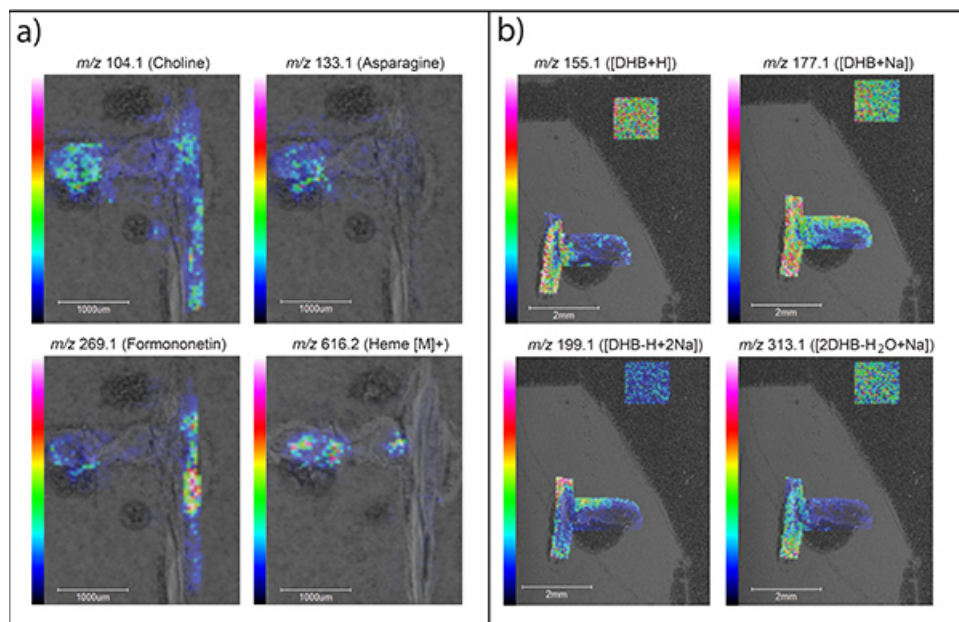 a)
m/z 104.1 (Choline)
m/z 133.1 (Asparagine)
1000um
1000um
m/z 269.1 (Formononetin)
m/z 616.2 (Heme [M]+)
1000um
1000um
b)
m/z 155.1 ([DHB+H])
m/z 177.1 ([DHB+Na])
2mm
2mm
m/z 199.1 ([DHB-H+2Na])
m/z 313.1 ([2DHB-H₂O+Na])
2mm
2mm